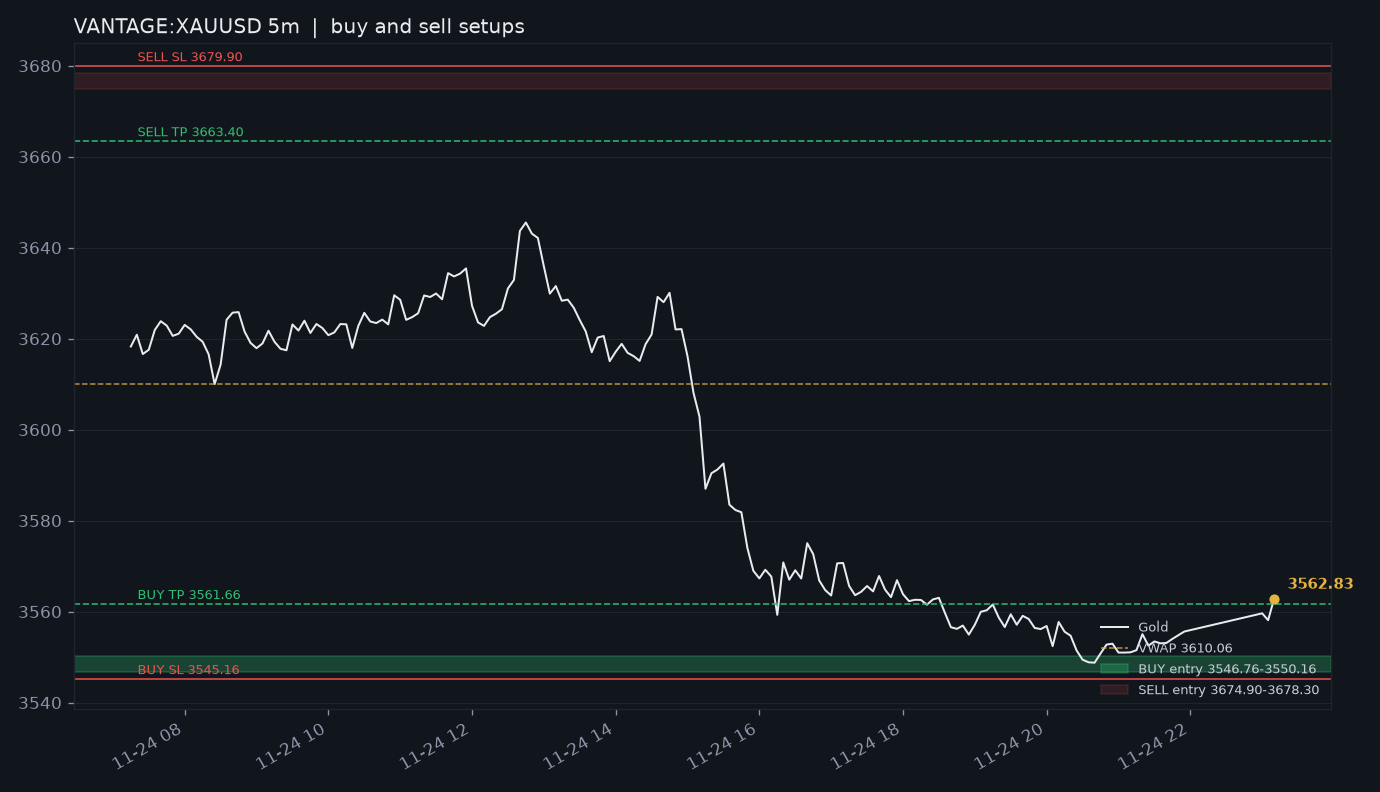 VANTAGE:XAUUSD 5m | buy and sell setups
SELL SL 3679.90
3680
SELL TP 3663.40
3660
3640
3620
3600
3580
3562.83
BUY TP 3561.66
3560
Gold
VWAP 3610.06
BUY SL 3545.16
BUY entry 3546.76-3550.16
SELL entry 3674.90-3678.30
3540
11-24 08
11-24 10
11-24 12
11-24 14
11-24 16
11-24 18
11-24 20
11-24 22